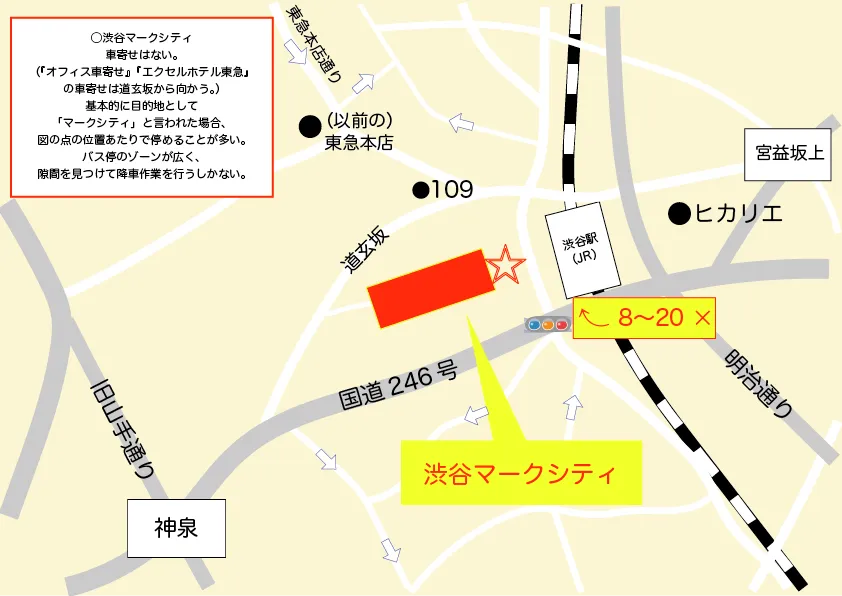 〇渋谷マークシティ
車寄せはない。
(『オフィス車寄せ』『エクセルホテル東急』
の車寄せは道玄坂から向かう。)
基本的に目的地として
「マークシティ」と言われた場合、
図の点の位置あたりで停めることが多い。
バス停のゾーンが広く、
隙間を見つけて降車作業を行うしかない。
東急本店通り
(以前の)
東急本店
宮益坂上
109
ヒカリエ
道玄坂
渋谷駅
(JR)
8〜20 ×
国道 246 号
明治通り
旧山手通り
渋谷マークシティ
神泉